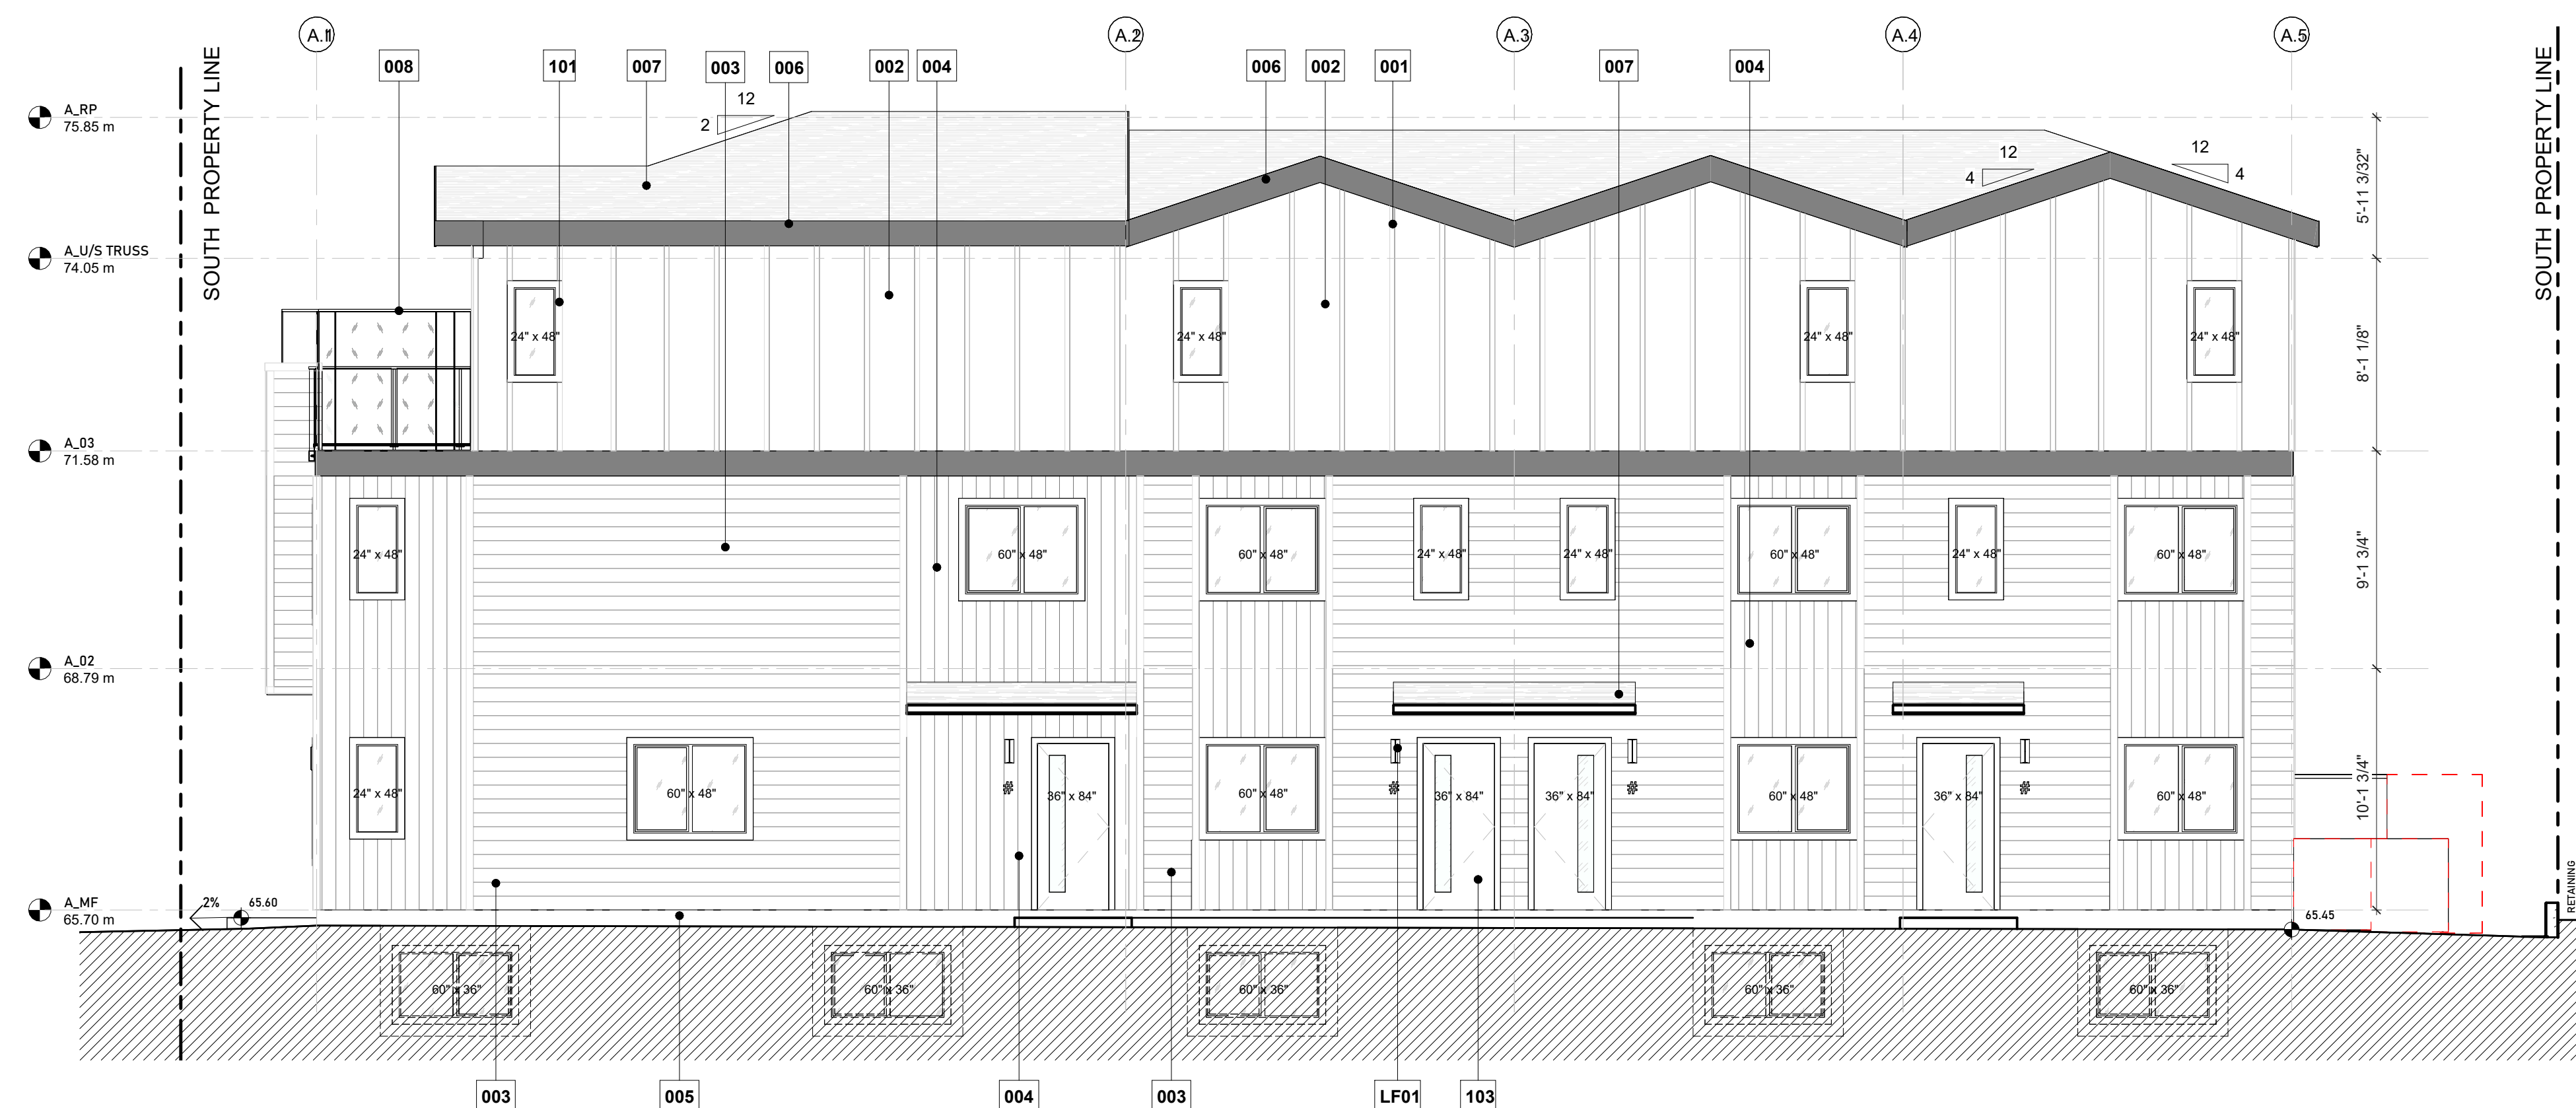 A.1 A.2 A.3 A.4 A.5
008 101 007 003 006 002 004 006 002 001 007 004
SOUTH PROPERTY LINE
SOUTH PROPERTY LINE
12
2
12
4
12
4
A_RP
75.85 m
5'-11 3/32"
A_U/S TRUSS
74.05 m
8'-1 1/8"
24" x 48" 24" x 48" 24" x 48" 24" x 48"
A_03
71.58 m
9'-1 3/4"
24" x 48" 60" x 48" 60" x 48" 24" x 48" 24" x 48" 60" x 48" 24" x 48" 60" x 48"
A_02
68.79 m
10'-1 3/4"
24" x 48" 60" x 48" 36" x 84" 60" x 48" 36" x 84" 36" x 84" 60" x 48" 36" x 84" 60" x 48"
# # # #
A_MF
65.70 m
2% 65.60
65.45
RETAINING
60" x 36" 60" x 36" 60" x 36" 60" x 36" 60" x 36"
003 005 004 003 LF01 103